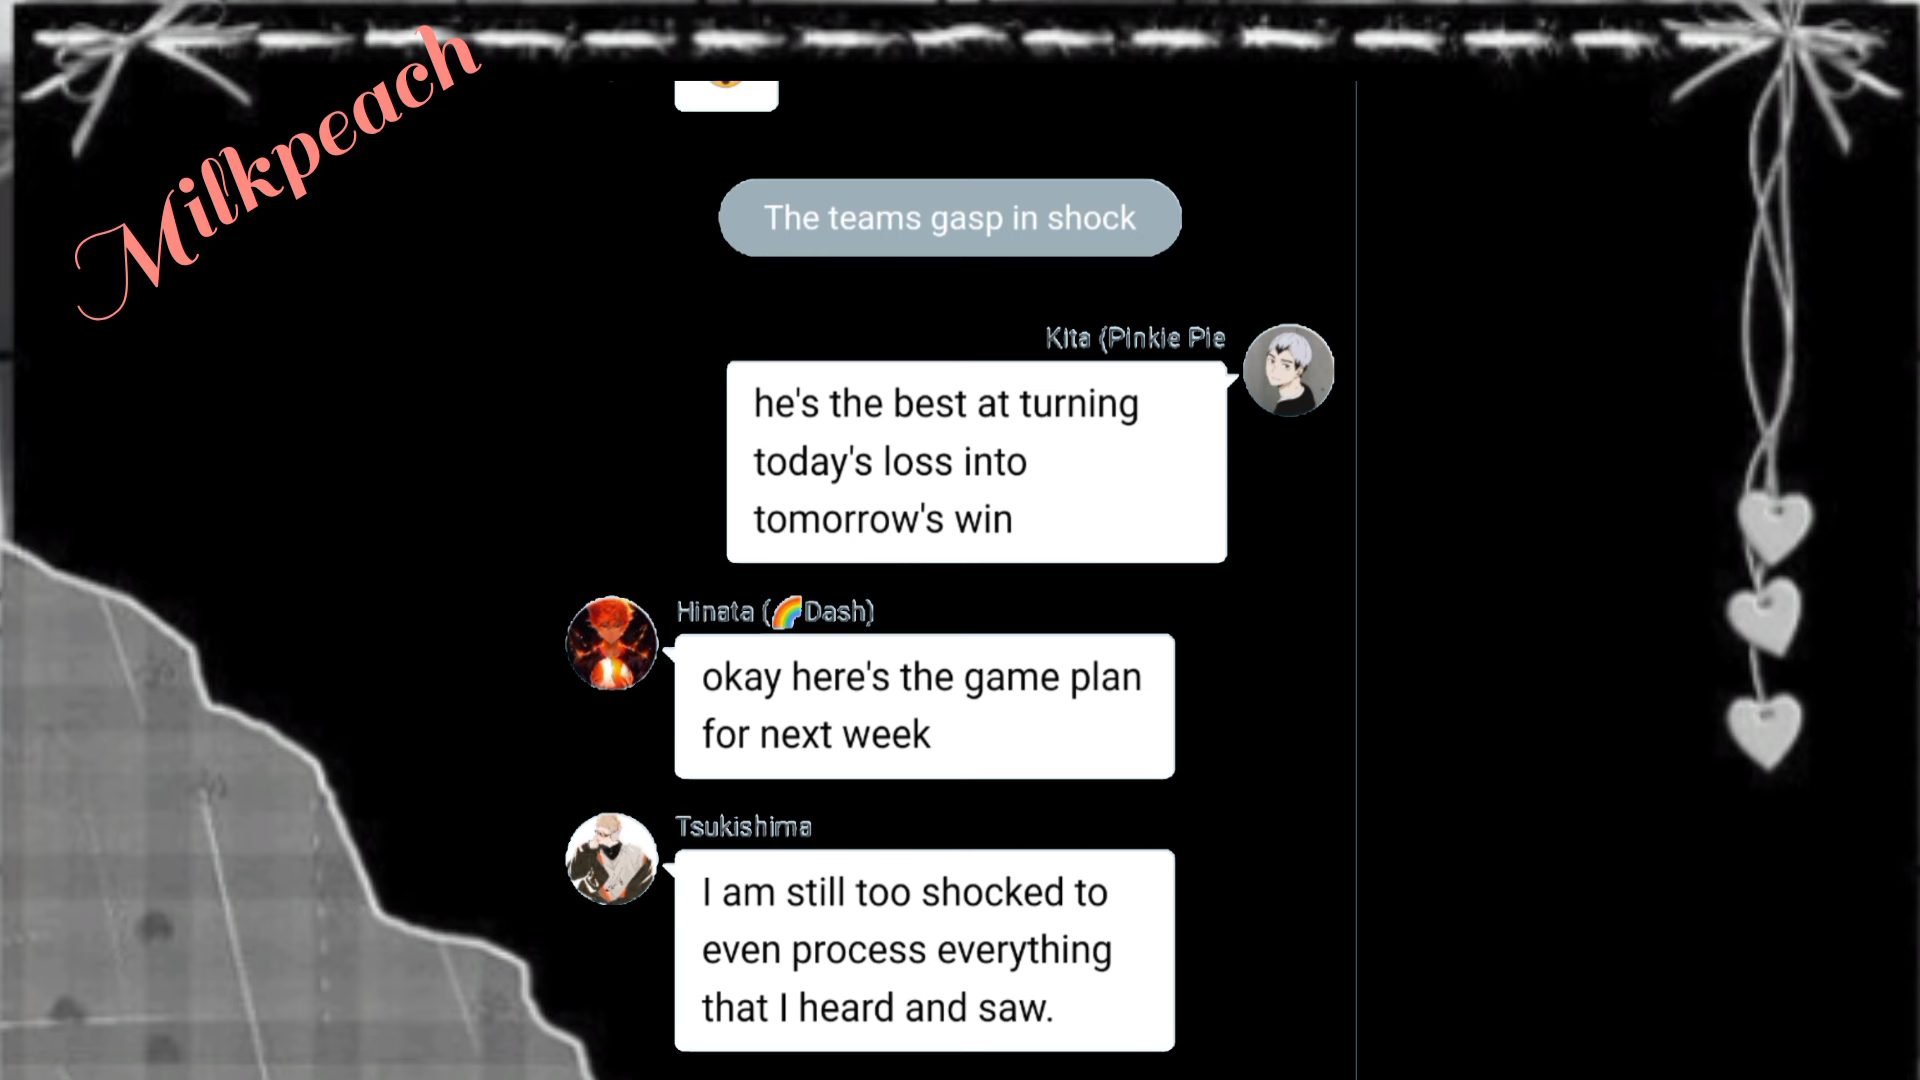 Milkpeach
The teams gasp in shock
Kita (Pinkie Pie
he's the best at turning
today's loss into
tomorrow's win
Hinata (🌈Dash)
okay here's the game plan
for next week
Tsukishima
I am still too shocked to
even process everything
that I heard and saw.